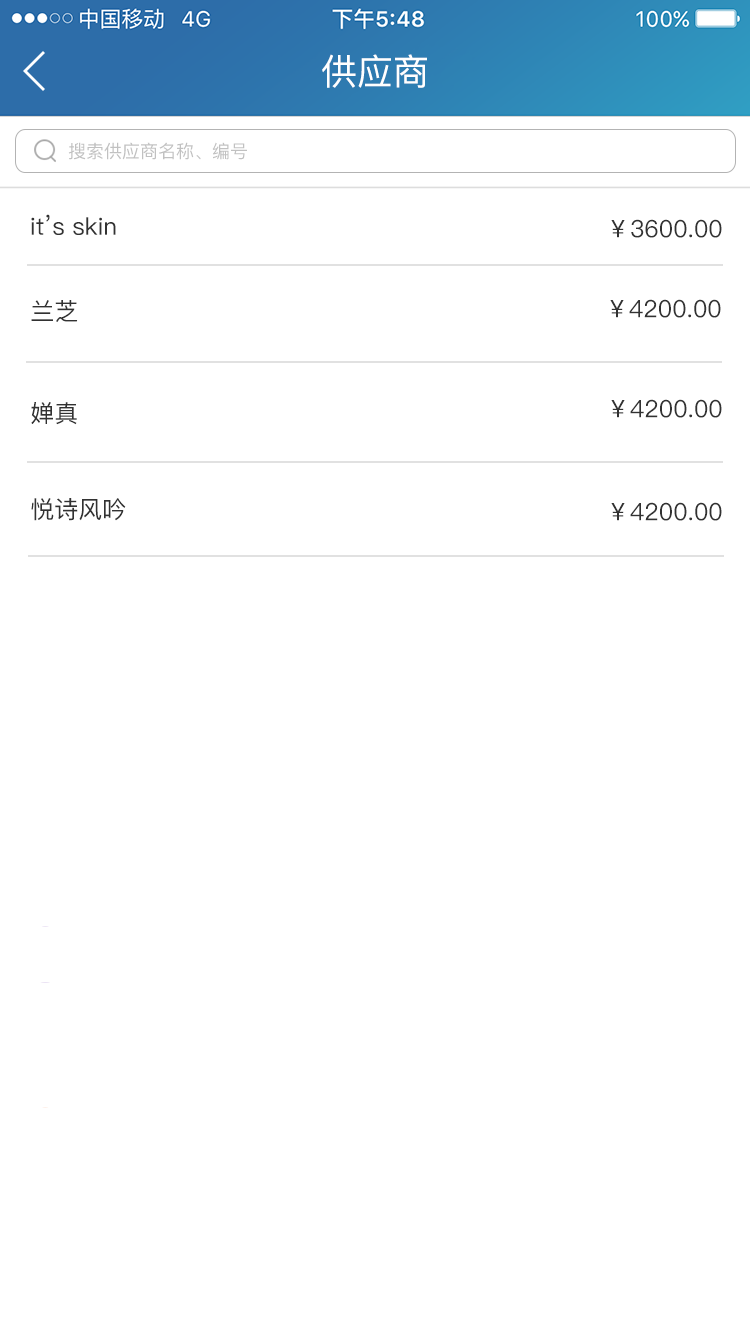 中国移动 4G 下午5:48 100%
供应商
搜索供应商名称、编号
it's skin ¥3600.00
兰芝 ¥4200.00
婵真 ¥4200.00
悦诗风吟 ¥4200.00